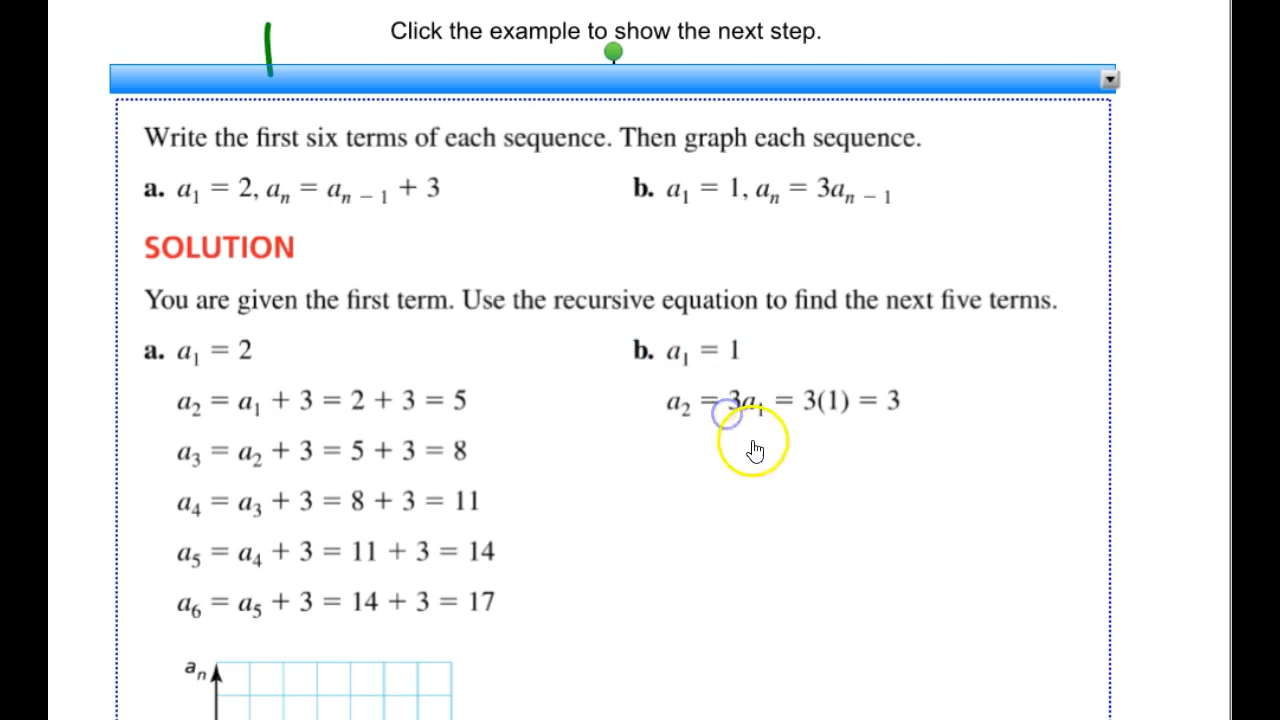 Click the example to show the next step.
Write the first six terms of each sequence. Then graph each sequence.
a. a₁ = 2, aₙ = aₙ ₋ ₁ + 3
b. a₁ = 1, aₙ = 3aₙ ₋ ₁
SOLUTION
You are given the first term. Use the recursive equation to find the next five terms.
a. a₁ = 2
a₂ = a₁ + 3 = 2 + 3 = 5
a₃ = a₂ + 3 = 5 + 3 = 8
a₄ = a₃ + 3 = 8 + 3 = 11
a₅ = a₄ + 3 = 11 + 3 = 14
a₆ = a₅ + 3 = 14 + 3 = 17
b. a₁ = 1
a₂ = 3a₁ = 3(1) = 3
aₙ